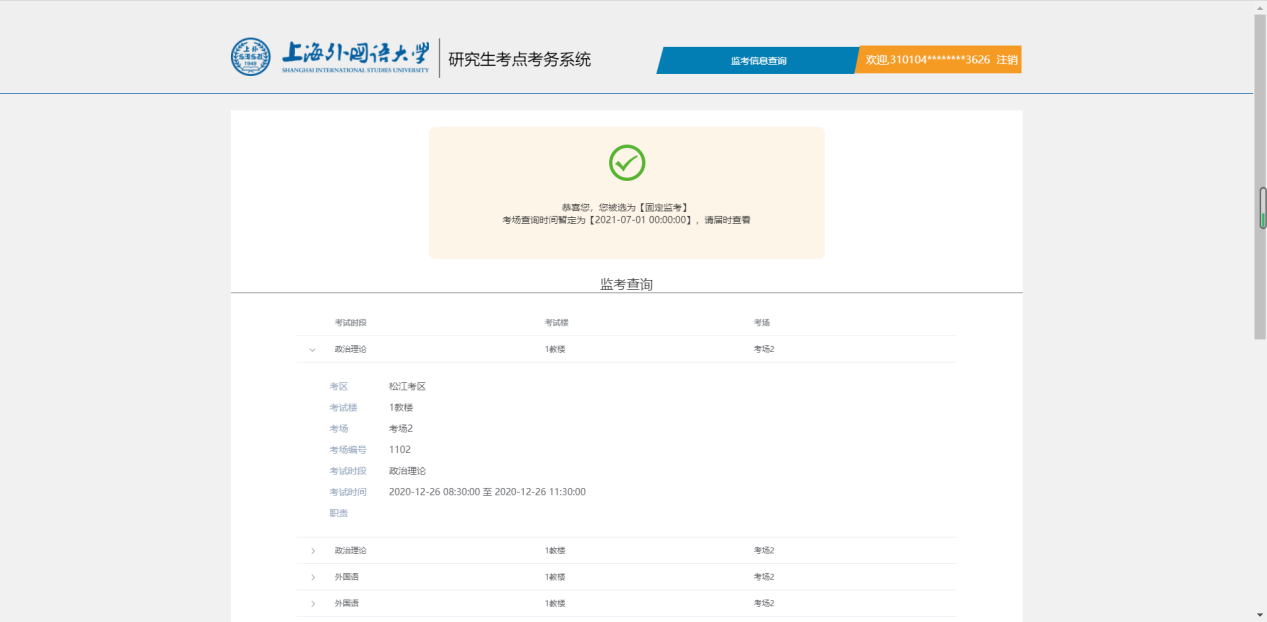 上海外国语大学
SHANGHAI INTERNATIONAL STUDIES UNIVERSITY
1949
研究生考点考务系统
监考信息查询
欢迎,310104********3626 注销
恭喜您，您被选为【固定监考】
考场查询时间暂定为【2021-07-01 00:00:00】，请届时查看
监考查询
考试时段 考试楼 考场
政治理论 1教楼 考场2
考区 松江考区
考试楼 1教楼
考场 考场2
考场编号 1102
考试时段 政治理论
考试时间 2020-12-26 08:30:00 至 2020-12-26 11:30:00
职责
政治理论 1教楼 考场2
外国语 1教楼 考场2
外国语 1教楼 考场2